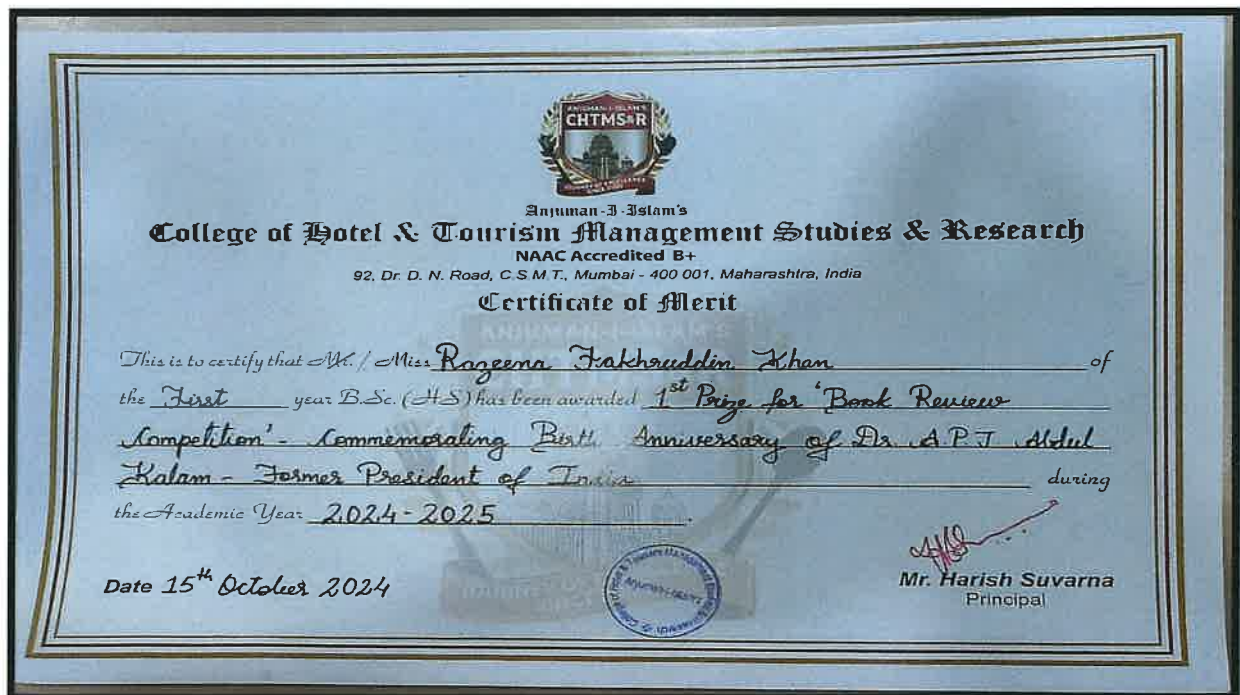 ANJUMAN-I-ISLAM'S
CHTMS&R
Anjuman-I-Islam's
College of Hotel & Tourism Management Studies & Research
NAAC Accredited B+
92, Dr. D. N. Road, C.S.M.T., Mumbai - 400 001, Maharashtra, India
Certificate of Merit
This is to certify that Mr. / Miss Razeena Fakhruddin Khan of
the First year B.Sc. (HS) has been awarded 1st Prize for 'Book Review
Competition' - Commemorating Birth Anniversary of Dr. A.P.J Abdul
Kalam - Former President of India during
the Academic Year 2024-2025.
Date 15th October 2024
Mr. Harish Suvarna
Principal